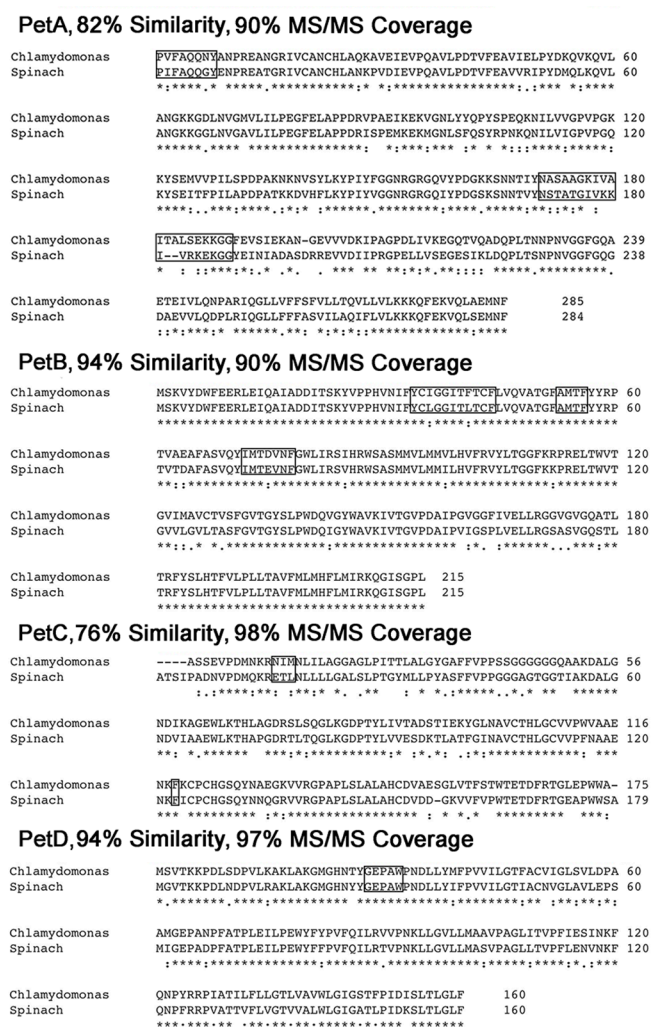 PetA, 82% Similarity, 90% MS/MS Coverage
Chlamydomonas PVFAQQNYANPREANGRIVCANCHLAQKAVEIEVPQAVLPDTVFEAVIELPYDKQVKQVL 60
Spinach PIFAQQGYENPREATGRIVCANCHLANKPVDIEVPQAVLPDTVFEAVVRIPYDMQLKQVL 60
Chlamydomonas ANGKKGDLNVGMVLILPEGFELAPPDRVPAEIKEKVGNLYYQPYSPEQKNILVVGPVPGK 120
Spinach ANGKKGGLNVGAVLILPEGFELAPPDRISPEMKEKMGNLSFQSYRPNKQNILVIGPVPGQ 120
Chlamydomonas KYSEMVVPILSPDPAKNKNVSYLKYPIYFGGNRGRGQVYPDGKKSNNTIYNASAAGKIVA 180
Spinach KYSEITFPILAPDPATKKDVHFLKYPIYVGGNRGRGQIYPDGSKSNNTVYNSTATGIVKK 180
Chlamydomonas ITALSEKKGGFEVSIEKAN-GEVVVDKIPAGPDLIVKEGQTVQADQPLTNNPNVGGFGQA 239
Spinach I--VRKEKGGYEINIADASDRREVVDIIPRGPELLVSEGESIKLDQPLTSNPNVGGFGQG 238
Chlamydomonas ETEIVLQNPARIQGLLVFFSFVLLTQVLLVLKKKQFEKVQLAEMNF 285
Spinach DAEVVLQDPLRIQGLLFFFASVILAQIFLVLKKKQFEKVQLSEMNF 284
PetB, 94% Similarity, 90% MS/MS Coverage
Chlamydomonas MSKVYDWFEERLEIQAIADDITSKYVPPHVNIFYCIGGITFTCFLVQVATGFAMTFYYRP 60
Spinach MSKVYDWFEERLEIQAIADDITSKYVPPHVNIFYCLGGITLTCFLVQVATGFAMTFYYRP 60
Chlamydomonas TVAEAFASVQYIMTDVNFGWLIRSIHRWSASMMVLMMVLHVFRVYLTGGFKRPRELTWVT 120
Spinach TVTDAFASVQYIMTEVNFGWLIRSVHRWSASMMVLMMILHVFRVYLTGGFKKPRELTWVT 120
Chlamydomonas GVIMAVCTVSFGVTGYSLPWDQVGYWAVKIVTGVPDAIPGVGGFIVELLRGGVGVGQATL 180
Spinach GVVLGVLTASFGVTGYSLPWDQIGYWAVKIVTGVPDAIPVIGSPLVELLRGSASVGQSTL 180
Chlamydomonas TRFYSLHTFVLPLLTAVFMLMHFLMIRKQGISGPL 215
Spinach TRFYSLHTFVLPLLTAVFMLMHFLMIRKQGISGPL 215
PetC, 76% Similarity, 98% MS/MS Coverage
Chlamydomonas ----ASSEVPDMNKRNIMNLILAGGAGLPITTLALGYGAFFVPPSSGGGGGGQAAKDALG 56
Spinach ATSIPADNVPDMQKRETLNLLLLGALSLPTGYMLLPYASFFVPPGGGAGTGGTIAKDALG 60
Chlamydomonas NDIKAGEWLKTHLAGDRSLSQGLKGDPTYLIVTADSTIEKYGLNAVCTHLGCVVPWVAAE 116
Spinach NDVIAAEWLKTHAPGDRTLTQGLKGDPTYLVVESDKTLATFGINAVCTHLGCVVPFNAAE 120
Chlamydomonas NKFKCPCHGSQYNAEGKVVRGPAPLSLALAHCDVAESGLVTFSTWTETDFRTGLEPWWA- 175
Spinach NKFICPCHGSQYNNQGRVVRGPAPLSLALAHCDVDD-GKVVFVPWTETDFRTGEAPWWSA 179
PetD, 94% Similarity, 97% MS/MS Coverage
Chlamydomonas MSVTKKPDLSDPVLKAKLAKGMGHNTYGEPAWPNDLLYMFPVVILGTFACVIGLSVLDPA 60
Spinach MGVTKKPDLNDPVLRAKLAKGMGHNYYGEPAWPNDLLYIFPVVILGTIACNVGLAVLEPS 60
Chlamydomonas AMGEPANPFATPLEILPEWYFYPVFQILRVVPNKLLGVLLMAAVPAGLITVPFIESINKF 120
Spinach MIGEPADPFATPLEILPEWYFFPVFQILRTVPNKLLGVLLMASVPAGLLTVPFLENVNKF 120
Chlamydomonas QNPYRRPIATILFLLGTLVAVWLGIGSTFPIDISLTLGLF 160
Spinach QNPFRRPVATTVFLVGTVVALWLGIGATLPIDKSLTLGLF 160